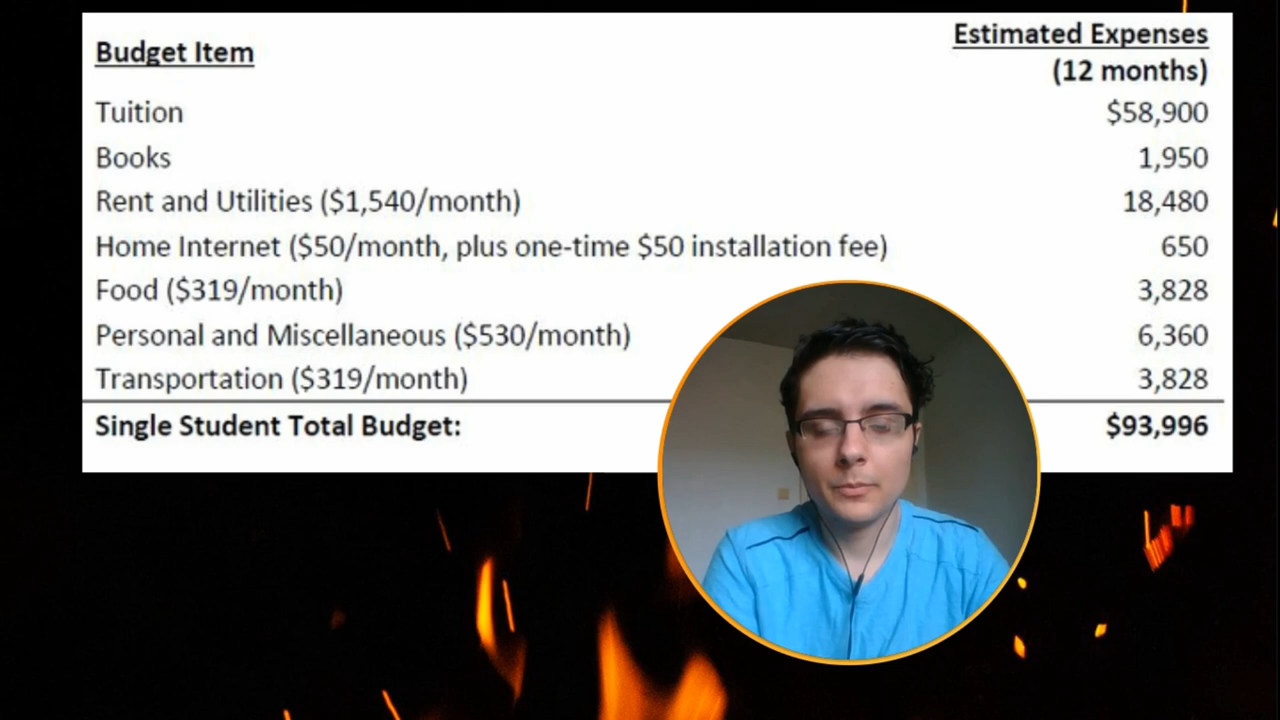 Budget Item Estimated Expenses
(12 months)
Tuition $58,900
Books 1,950
Rent and Utilities ($1,540/month) 18,480
Home Internet ($50/month, plus one-time $50 installation fee) 650
Food ($319/month) 3,828
Personal and Miscellaneous ($530/month) 6,360
Transportation ($319/month) 3,828
Single Student Total Budget: $93,996